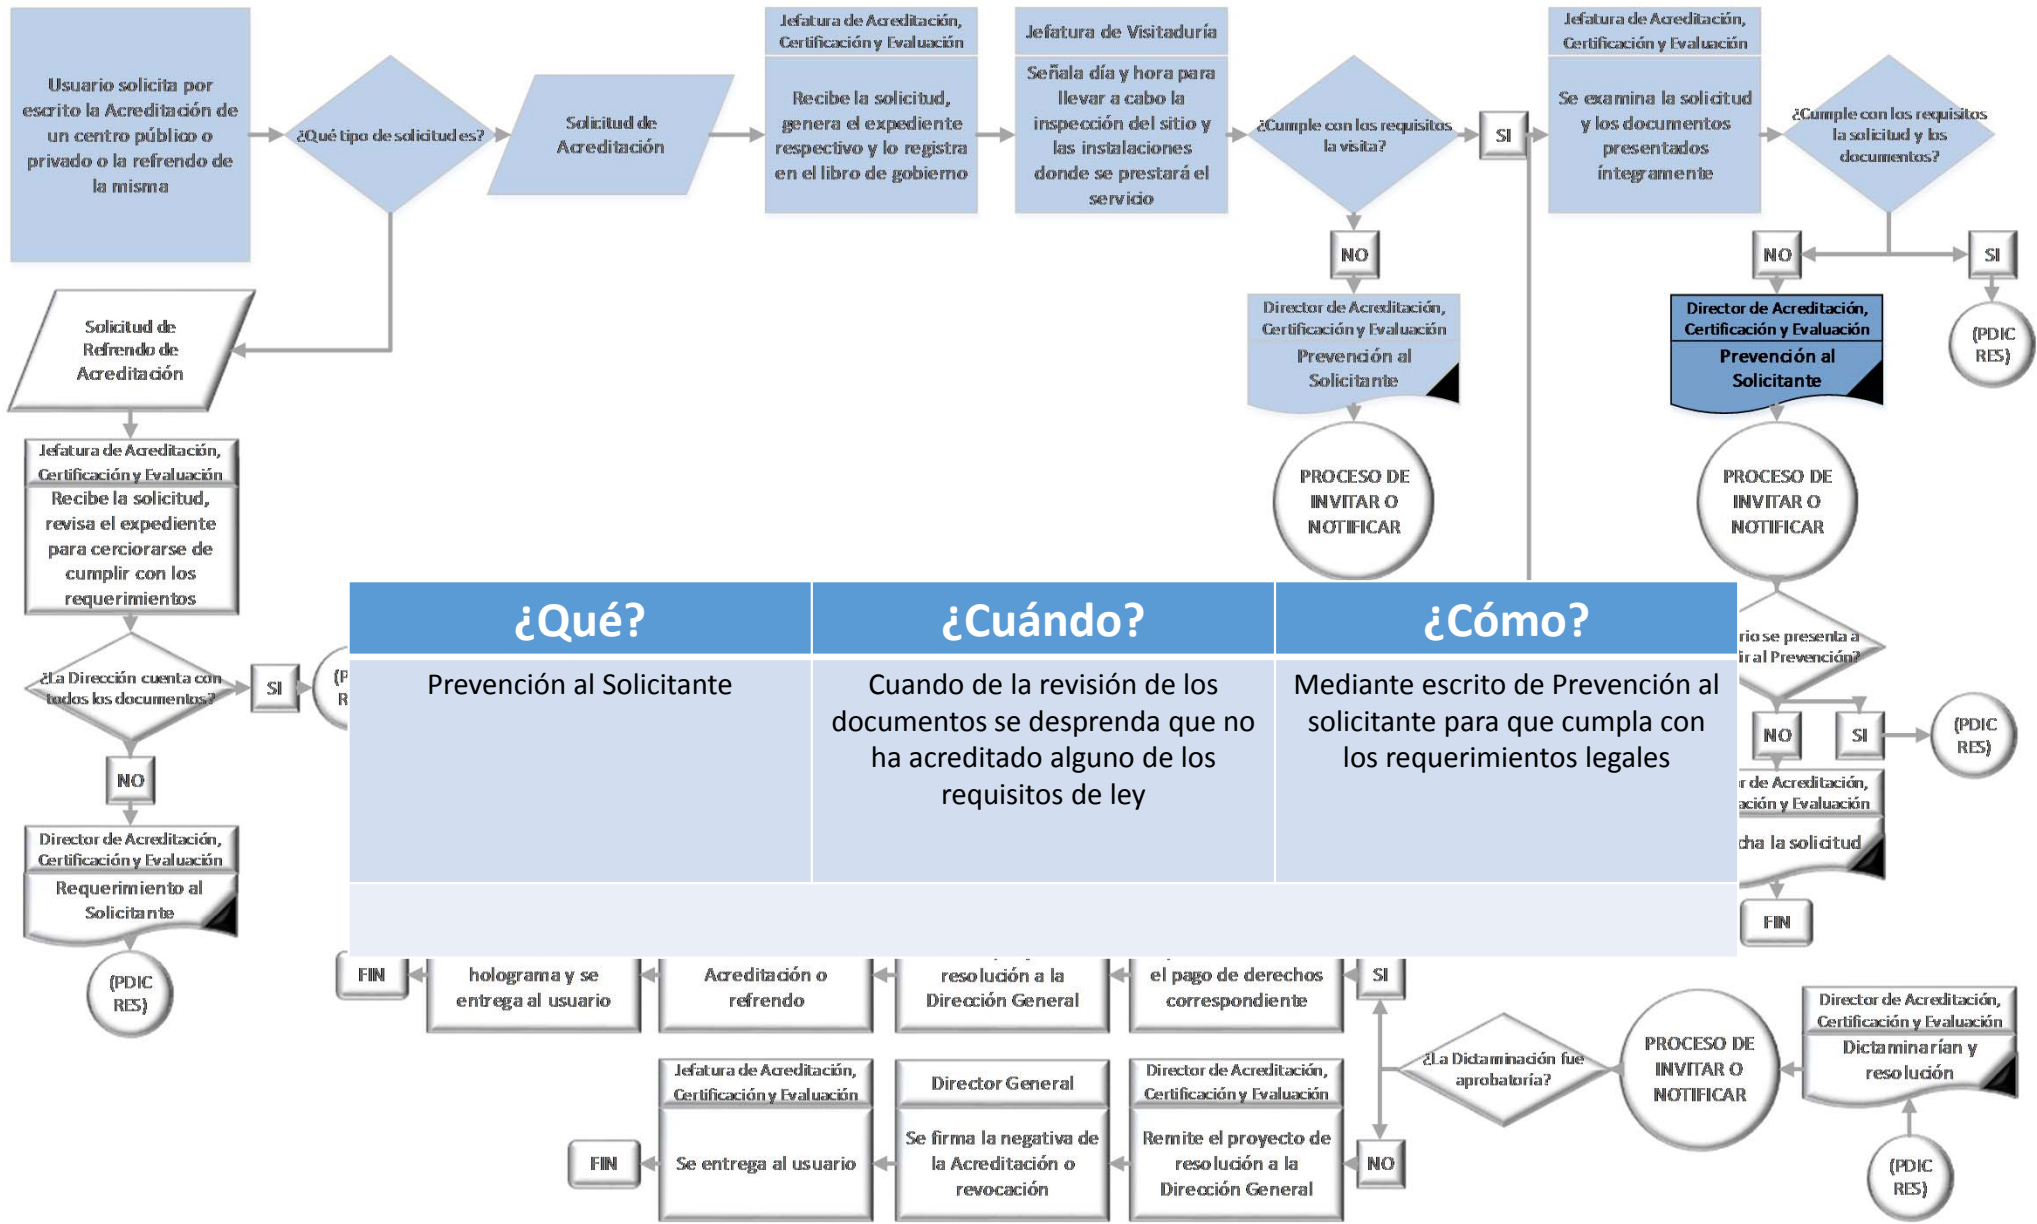 Usuario solicita por
escrito la Acreditación de
un centro público o
privado o la refrendo de
la misma
¿Qué tipo de solicitud es?
Solicitud de
Acreditación
Jefatura de Acreditación,
Certificación y Evaluación
Recibe la solicitud,
genera el expediente
respectivo y lo registra
en el libro de gobierno
Jefatura de Visitaduría
Señala día y hora para
llevar a cabo la
inspección del sitio y
las instalaciones
donde se prestará el
servicio
¿Cumple con los requisitos
la visita?
SI
Jefatura de Acreditación,
Certificación y Evaluación
Se examina la solicitud
y los documentos
presentados
íntegramente
¿Cumple con los requisitos
la solicitud y los
documentos?
NO
Director de Acreditación,
Certificación y Evaluación
Prevención al
Solicitante
PROCESO DE
INVITAR O
NOTIFICAR
NO
SI
Director de Acreditación,
Certificación y Evaluación
Prevención al
Solicitante
(PDIC
RES)
PROCESO DE
INVITAR O
NOTIFICAR
Solicitud de
Refrendo de
Acreditación
Jefatura de Acreditación,
Certificación y Evaluación
Recibe la solicitud,
revisa el expediente
para cerciorarse de
cumplir con los
requerimientos
¿La Dirección cuenta con
todos los documentos?
SI
NO
Director de Acreditación,
Certificación y Evaluación
Requerimiento al
Solicitante
(PDIC
RES)
¿Qué?
¿Cuándo?
¿Cómo?
Prevención al Solicitante
Cuando de la revisión de los
documentos se desprenda que no
ha acreditado alguno de los
requisitos de ley
Mediante escrito de Prevención al
solicitante para que cumpla con
los requerimientos legales
se presenta a
al Prevención?
NO
SI
(PDIC
RES)
de Acreditación,
y Evaluación
la solicitud
FIN
FIN
holograma y se
entrega al usuario
Acreditación o
refrendo
resolución a la
Dirección General
el pago de derechos
correspondiente
SI
¿La Dictaminación fue
aprobatoría?
PROCESO DE
INVITAR O
NOTIFICAR
Director de Acreditación,
Certificación y Evaluación
Dictaminarían y
resolución
(PDIC
RES)
FIN
Jefatura de Acreditación,
Certificación y Evaluación
Se entrega al usuario
Director General
Se firma la negativa de
la Acreditación o
revocación
Director de Acreditación,
Certificación y Evaluación
Remite el proyecto de
resolución a la
Dirección General
NO